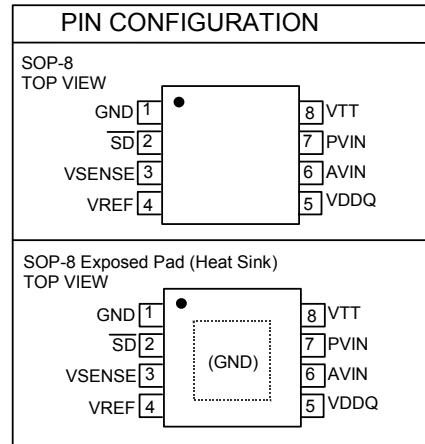 PIN CONFIGURATION
SOP-8
TOP VIEW
GND 1 8 VTT
SD 2 7 PVIN
VSENSE 3 6 AVIN
VREF 4 5 VDDQ
SOP-8 Exposed Pad (Heat Sink)
TOP VIEW
GND 1 8 VTT
SD 2 7 PVIN
(GND)
VSENSE 3 6 AVIN
VREF 4 5 VDDQ